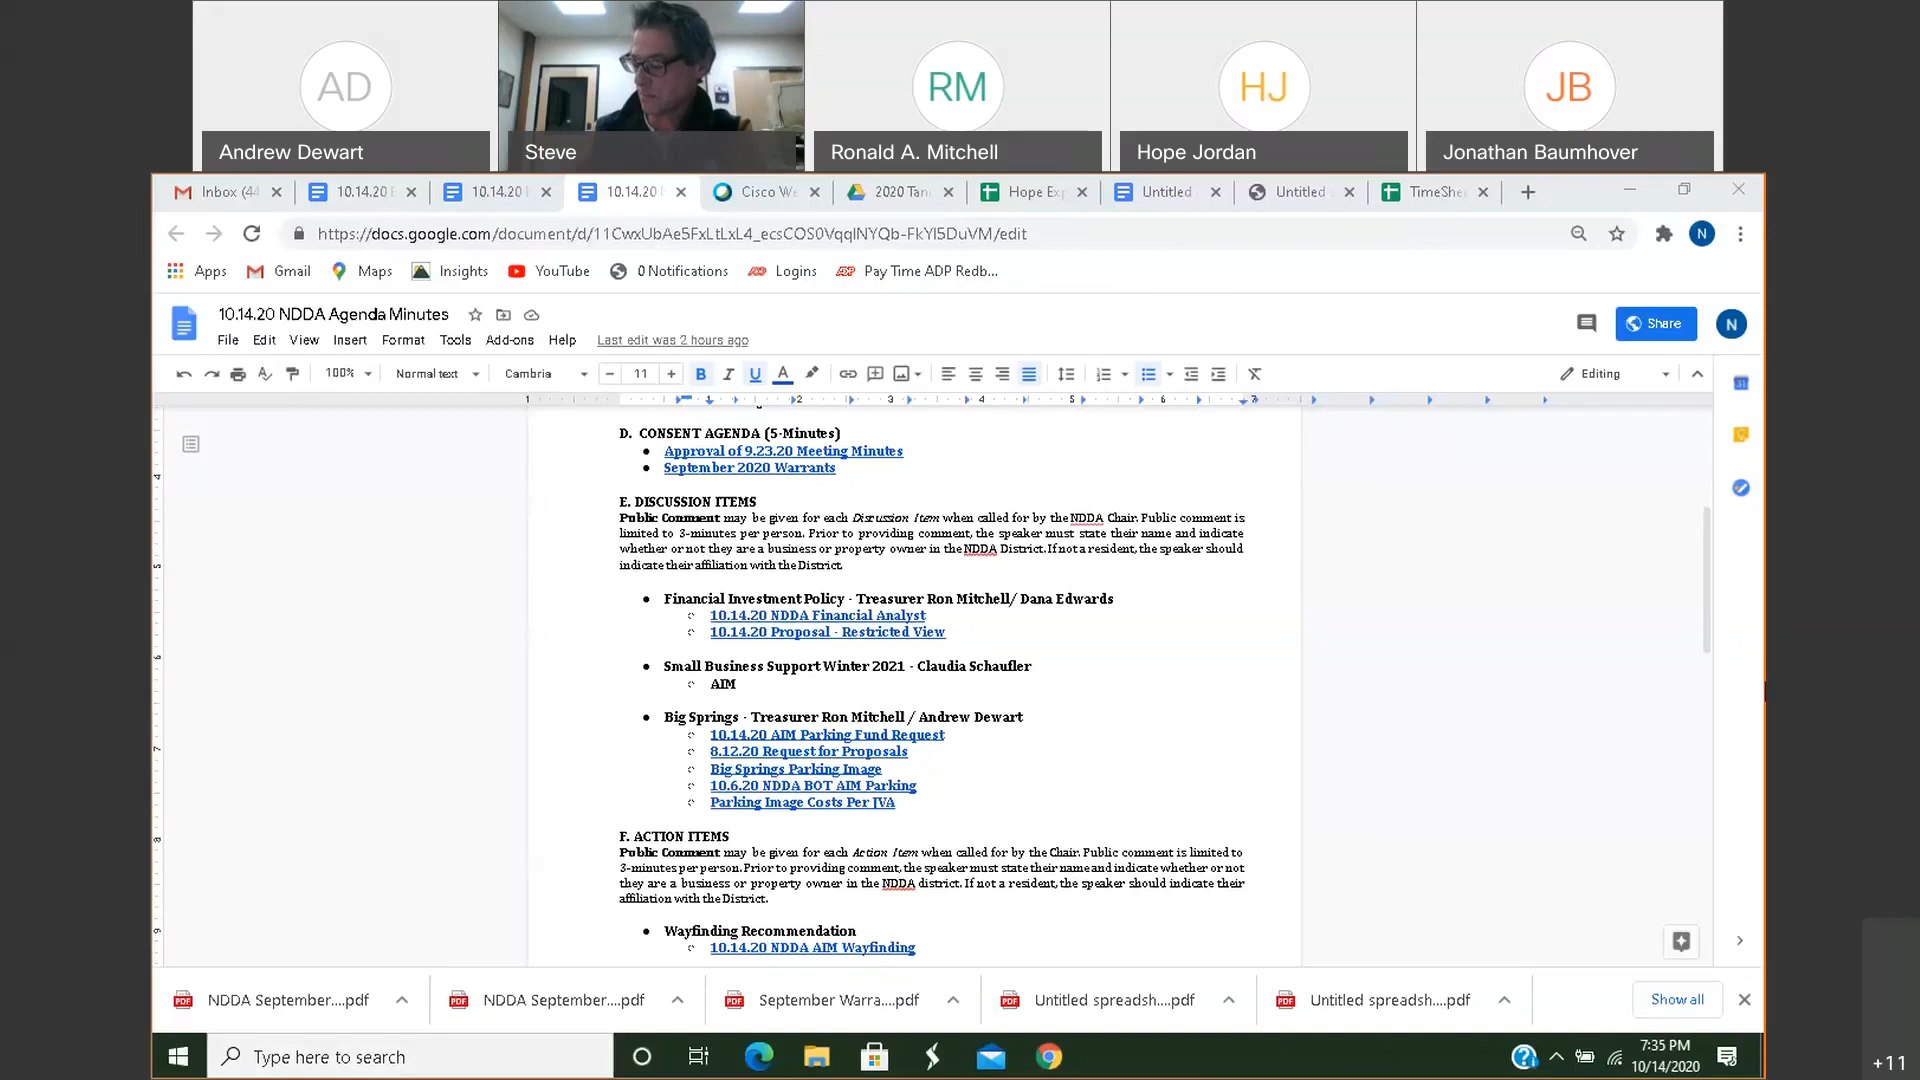 AD
RM
HJ
JB
Andrew Dewart
Steve
Ronald A. Mitchell
Hope Jordan
Jonathan Baumhover
Inbox (44
10.14.20
10.14.20
10.14.20
Cisco We
2020 Tan
Hope Exp
Untitled
Untitled
TimeShe
https://docs.google.com/document/d/11CwxUbAe5FxLtLxL4_ecsCOS0VqqlNYQb-FkYl5DuVM/edit
N
Apps
Gmail
Maps
Insights
YouTube
0 Notifications
Logins
Pay Time ADP Redb...
10.14.20 NDDA Agenda Minutes
Share
N
File Edit View Insert Format Tools Add-ons Help Last edit was 2 hours ago
100% Normal text Cambria 11 B I U A Editing
1 1 2 3 4 5 6 7
D. CONSENT AGENDA (5-Minutes)
● Approval of 9.23.20 Meeting Minutes
● September 2020 Warrants
E. DISCUSSION ITEMS
Public Comment may be given for each Discussion Item when called for by the NDDA Chair. Public comment is
limited to 3-minutes per person. Prior to providing comment, the speaker must state their name and indicate
whether or not they are a business or property owner in the NDDA District. If not a resident, the speaker should
indicate their affiliation with the District.
● Financial Investment Policy - Treasurer Ron Mitchell/ Dana Edwards
○ 10.14.20 NDDA Financial Analyst
○ 10.14.20 Proposal - Restricted View
● Small Business Support Winter 2021 - Claudia Schaufler
○ AIM
● Big Springs - Treasurer Ron Mitchell / Andrew Dewart
○ 10.14.20 AIM Parking Fund Request
○ 8.12.20 Request for Proposals
○ Big Springs Parking Image
○ 10.6.20 NDDA BOT AIM Parking
○ Parking Image Costs Per JVA
F. ACTION ITEMS
Public Comment may be given for each Action Item when called for by the Chair. Public comment is limited to
3-minutes per person. Prior to providing comment, the speaker must state their name and indicate whether or not
they are a business or property owner in the NDDA district. If not a resident, the speaker should indicate their
affiliation with the District.
● Wayfinding Recommendation
○ 10.14.20 NDDA AIM Wayfinding
4
5
6
7
8
9
31
NDDA September....pdf
NDDA September....pdf
September Warra....pdf
Untitled spreadsh....pdf
Untitled spreadsh....pdf
Show all
Type here to search
7:35 PM
10/14/2020
+11